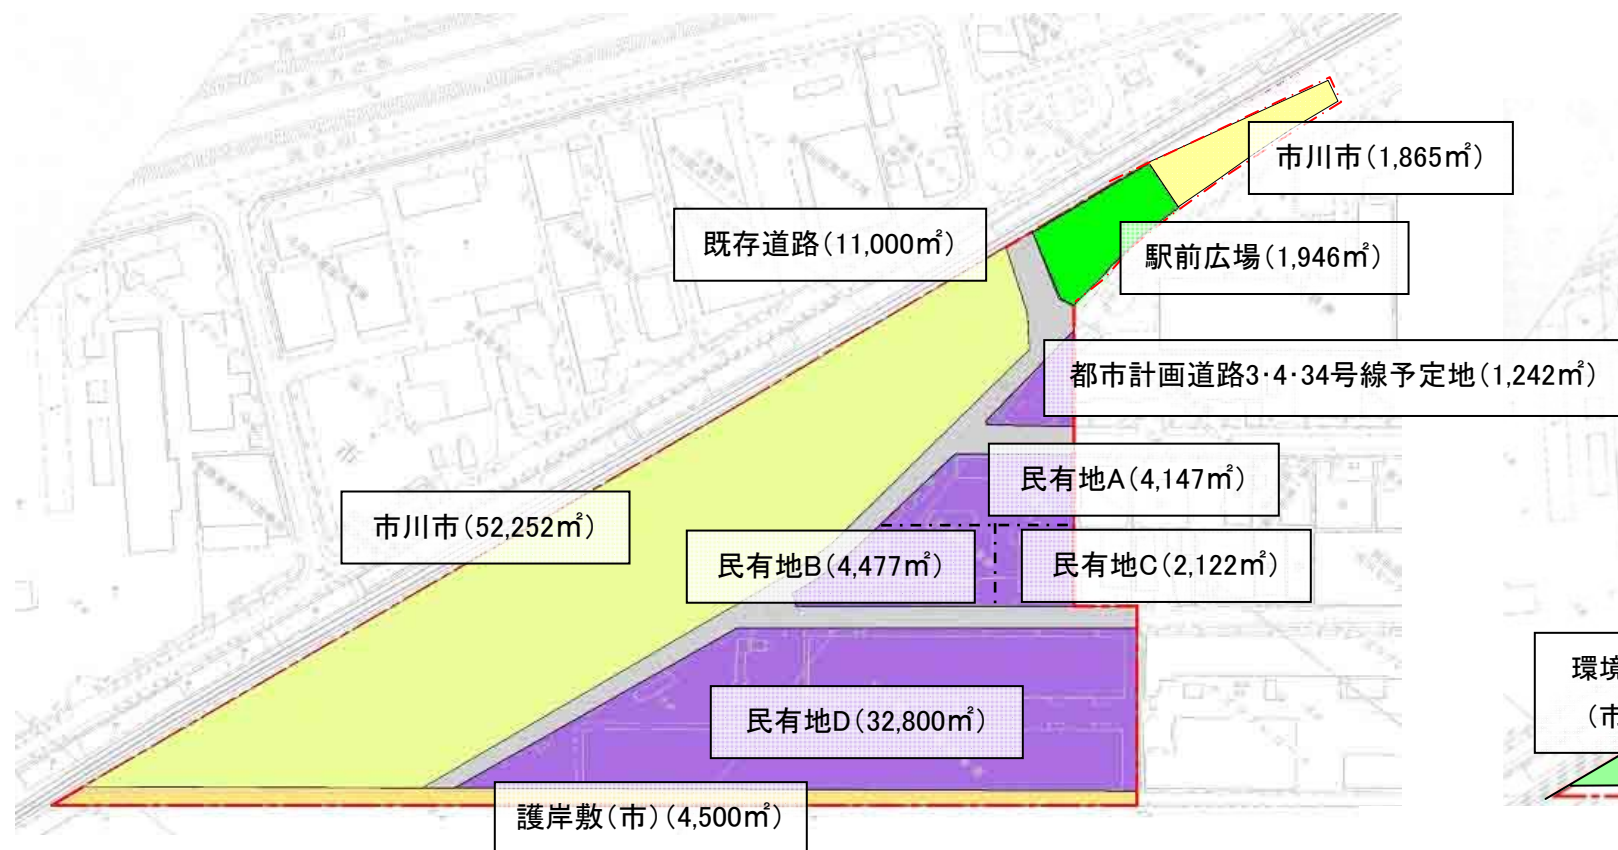 市川市(1,865㎡)
既存道路(11,000㎡)
駅前広場(1,946㎡)
都市計画道路3・4・34号線予定地(1,242㎡)
民有地A(4,147㎡)
市川市(52,252㎡)
民有地B(4,477㎡)
民有地C(2,122㎡)
環境
(市
民有地D(32,800㎡)
護岸敷(市)(4,500㎡)